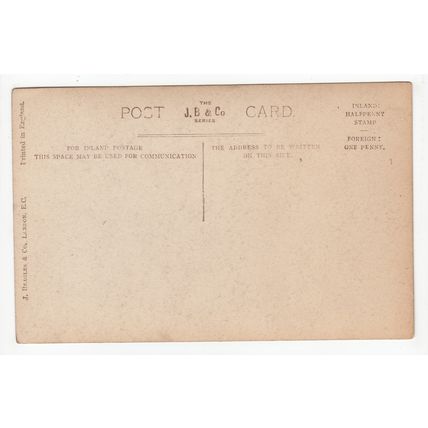 THE
POST J.B & Co CARD.
SERIES
INLAND:
HALFPENNY
STAMP
FOREIGN:
ONE PENNY.
FOR INLAND POSTAGE
THIS SPACE MAY BE USED FOR COMMUNICATION
THE ADDRESS TO BE WRITTEN
ON THIS SIDE.
J. BEAGLES & Co., LONDON, E.C.
Printed in England.